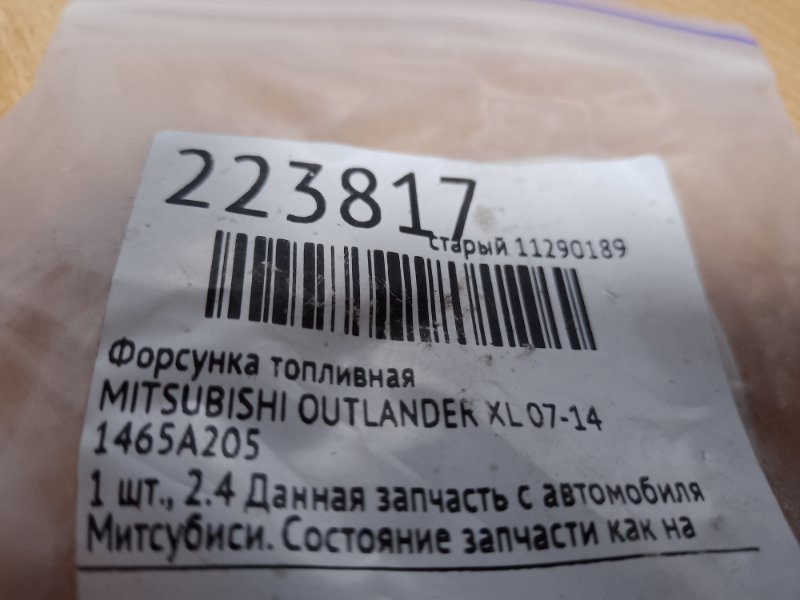 223817
старый 11290189
Форсунка топливная
MITSUBISHI OUTLANDER XL 07-14
1465A205
1 шт., 2.4 Данная запчасть с автомобиля
Митсубиси. Состояние запчасти как на